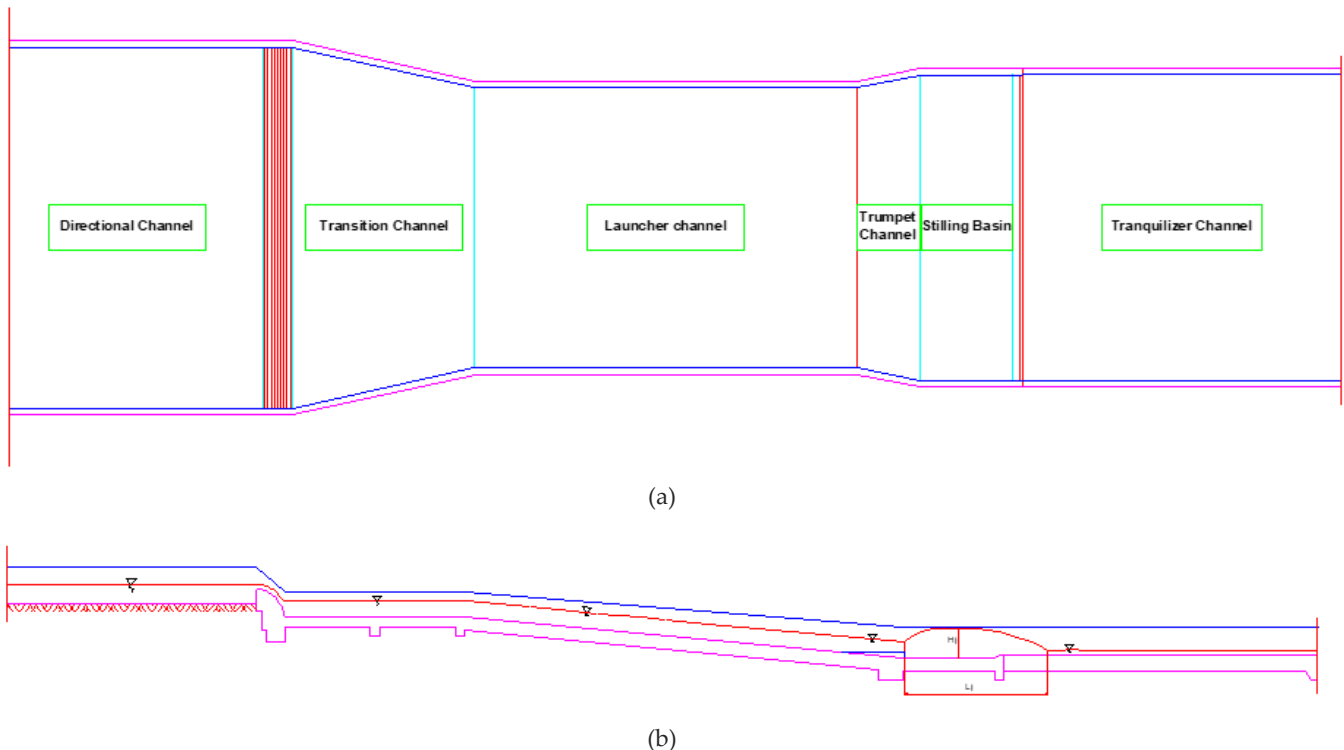 Directional Channel
Transition Channel
Launcher channel
Trumpet
Channel
Stilling Basin
Tranquilizer Channel
(a)
Hj
Lj
(b)